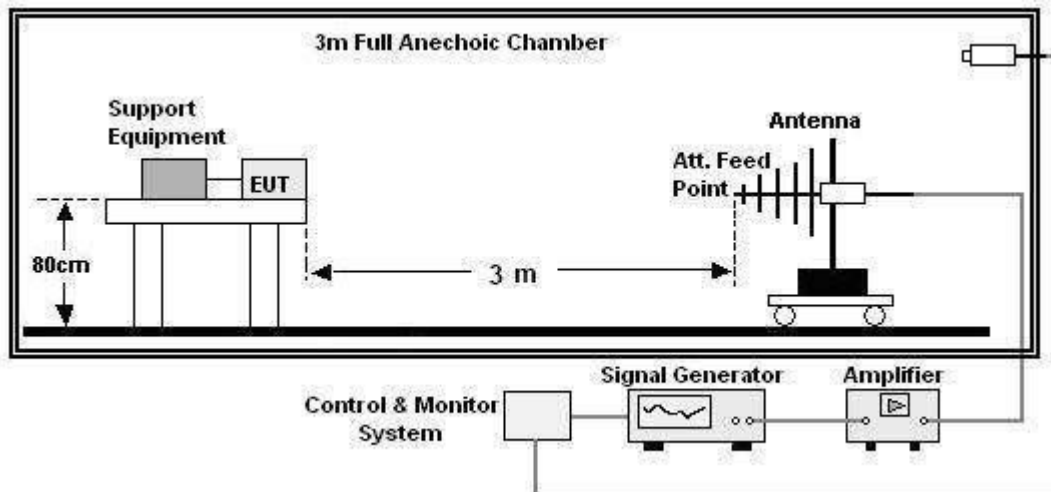 3m Full Anechoic Chamber
Support
Equipment
EUT
80cm
3 m
Antenna
Att. Feed
Point
Signal Generator
Amplifier
Control & Monitor
System